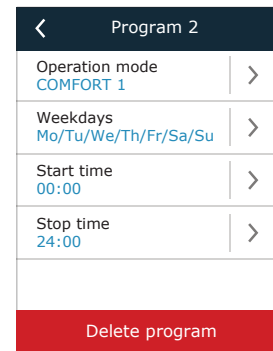 Program 2
Operation mode
COMFORT 1
Weekdays
Mo/Tu/We/Th/Fr/Sa/Su
Start time
00:00
Stop time
24:00
Delete program